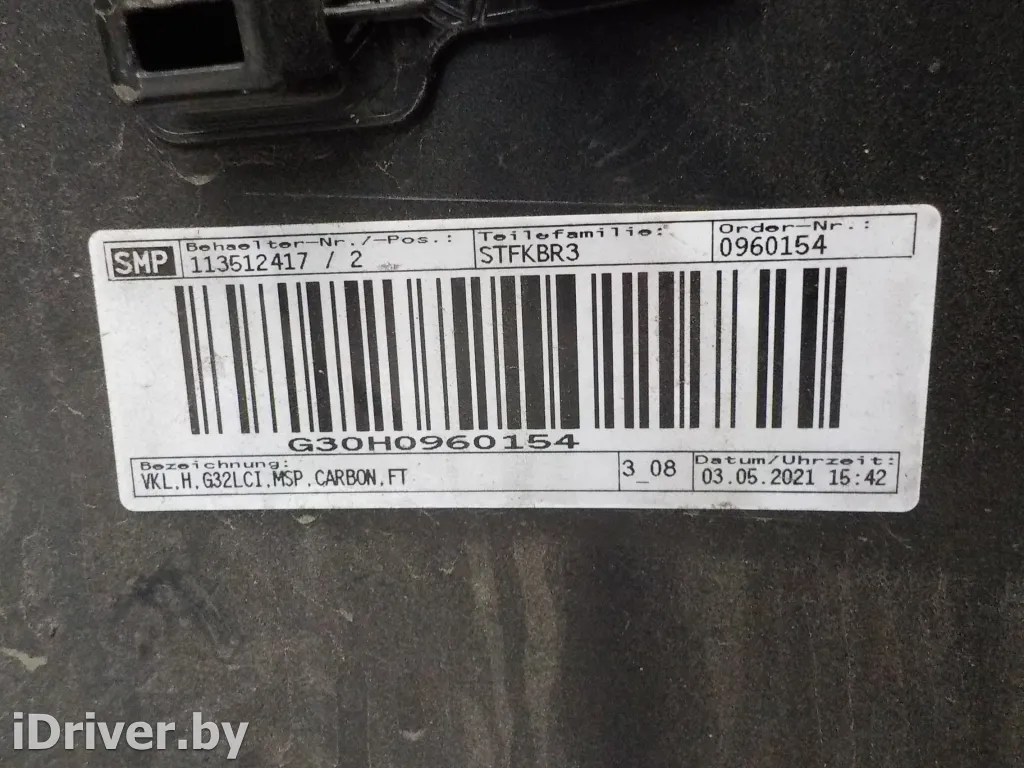 SMP
Behaelter-Nr./-Pos.:
113512417 / 2
Teilefamilie:
STFKBR3
Order-Nr.:
0960154
G30H0960154
Bezeichnung:
VKL,H,G32LCI,MSP,CARBON,FT
3_08
Datum/Uhrzeit:
03.05.2021 15:42
iDriver.by